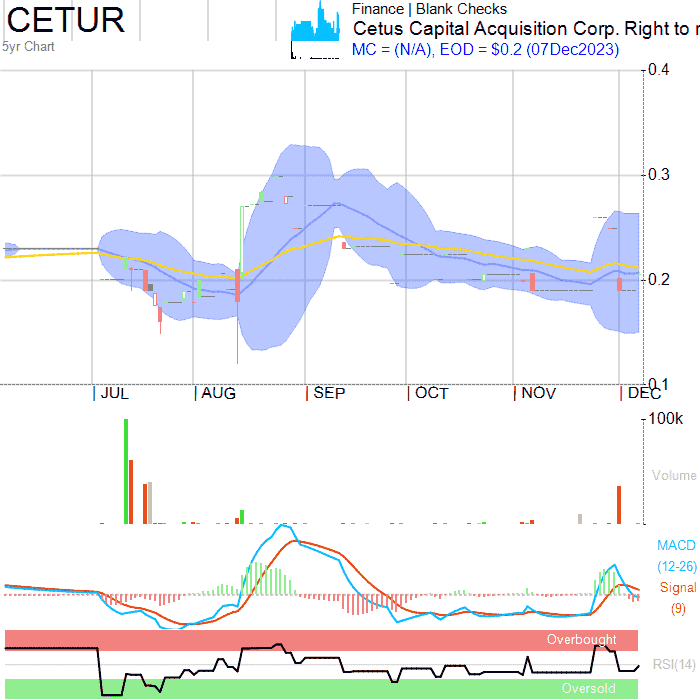 CETUR
5yr Chart
Finance | Blank Checks
Cetus Capital Acquisition Corp. Right to r
MC = (N/A), EOD = $0.2 (07Dec2023)
0.4
0.3
0.2
0.1
JUL AUG SEP OCT NOV DEC
100k
Volume
MACD
(12-26)
Signal
(9)
Overbought
RSI(14)
Oversold